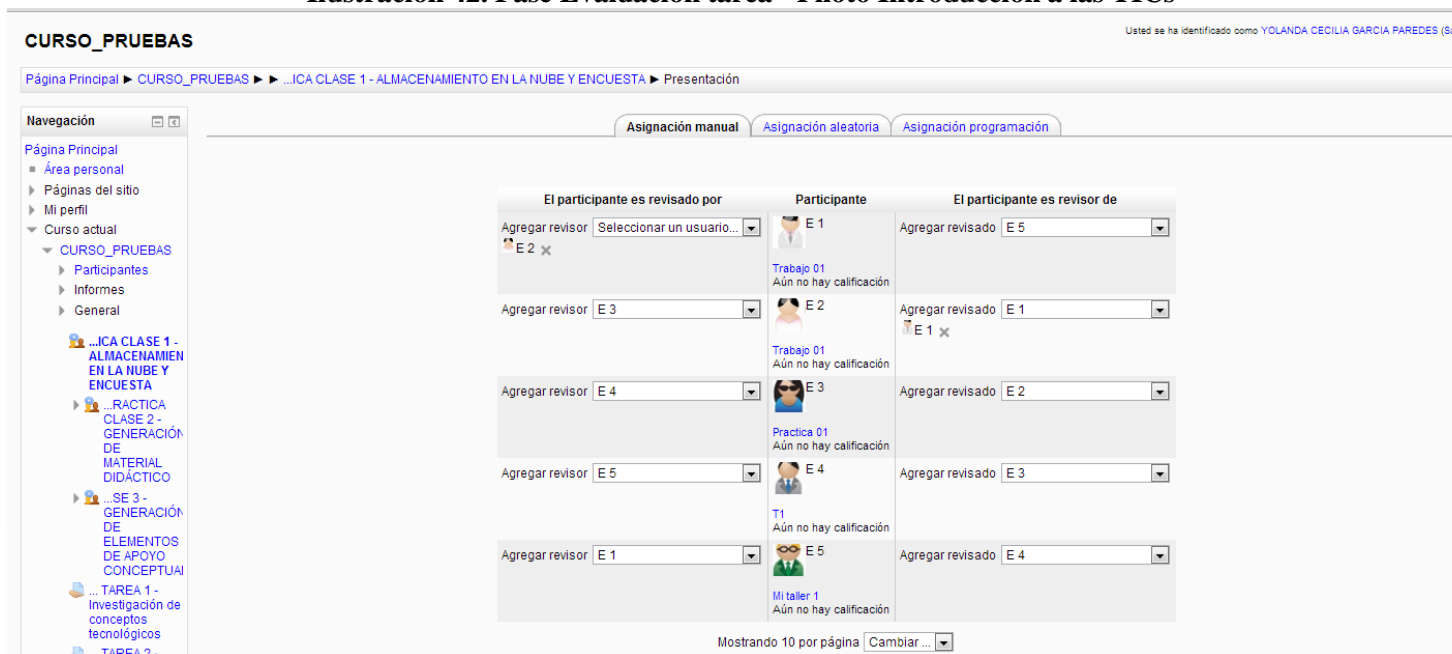 CURSO_PRUEBAS
Usted se ha identificado como YOLANDA CECILIA GARCIA PAREDES
Página Principal ► CURSO_PRUEBAS ► ► ...ICA CLASE 1 - ALMACENAMIENTO EN LA NUBE Y ENCUESTA ► Presentación
Navegación
Página Principal
Área personal
Páginas del sitio
Mi perfil
Curso actual
CURSO_PRUEBAS
Participantes
Informes
General
...ICA CLASE 1 -
ALMACENAMIEN
EN LA NUBE Y
ENCUESTA
...RACTICA
CLASE 2 -
GENERACIÓN
DE
MATERIAL
DIDÁCTICO
...SE 3 -
GENERACIÓN
DE
ELEMENTOS
DE APOYO
CONCEPTUAL
... TAREA 1 -
Investigación de
conceptos
tecnológicos
... TAREA 2 -
Asignación manual Asignación aleatoria Asignación programación
El participante es revisado por Participante El participante es revisor de
Agregar revisor Seleccionar un usuario... E 1 Agregar revisado E 5
E 2
Trabajo 01
Aún no hay calificación
Agregar revisor E 3 E 2 Agregar revisado E 1
E 1
Trabajo 01
Aún no hay calificación
Agregar revisor E 4 E 3 Agregar revisado E 2
Practica 01
Aún no hay calificación
Agregar revisor E 5 E 4 Agregar revisado E 3
T1
Aún no hay calificación
Agregar revisor E 1 E 5 Agregar revisado E 4
Mi taller 1
Aún no hay calificación
Mostrando 10 por página Cambiar ...